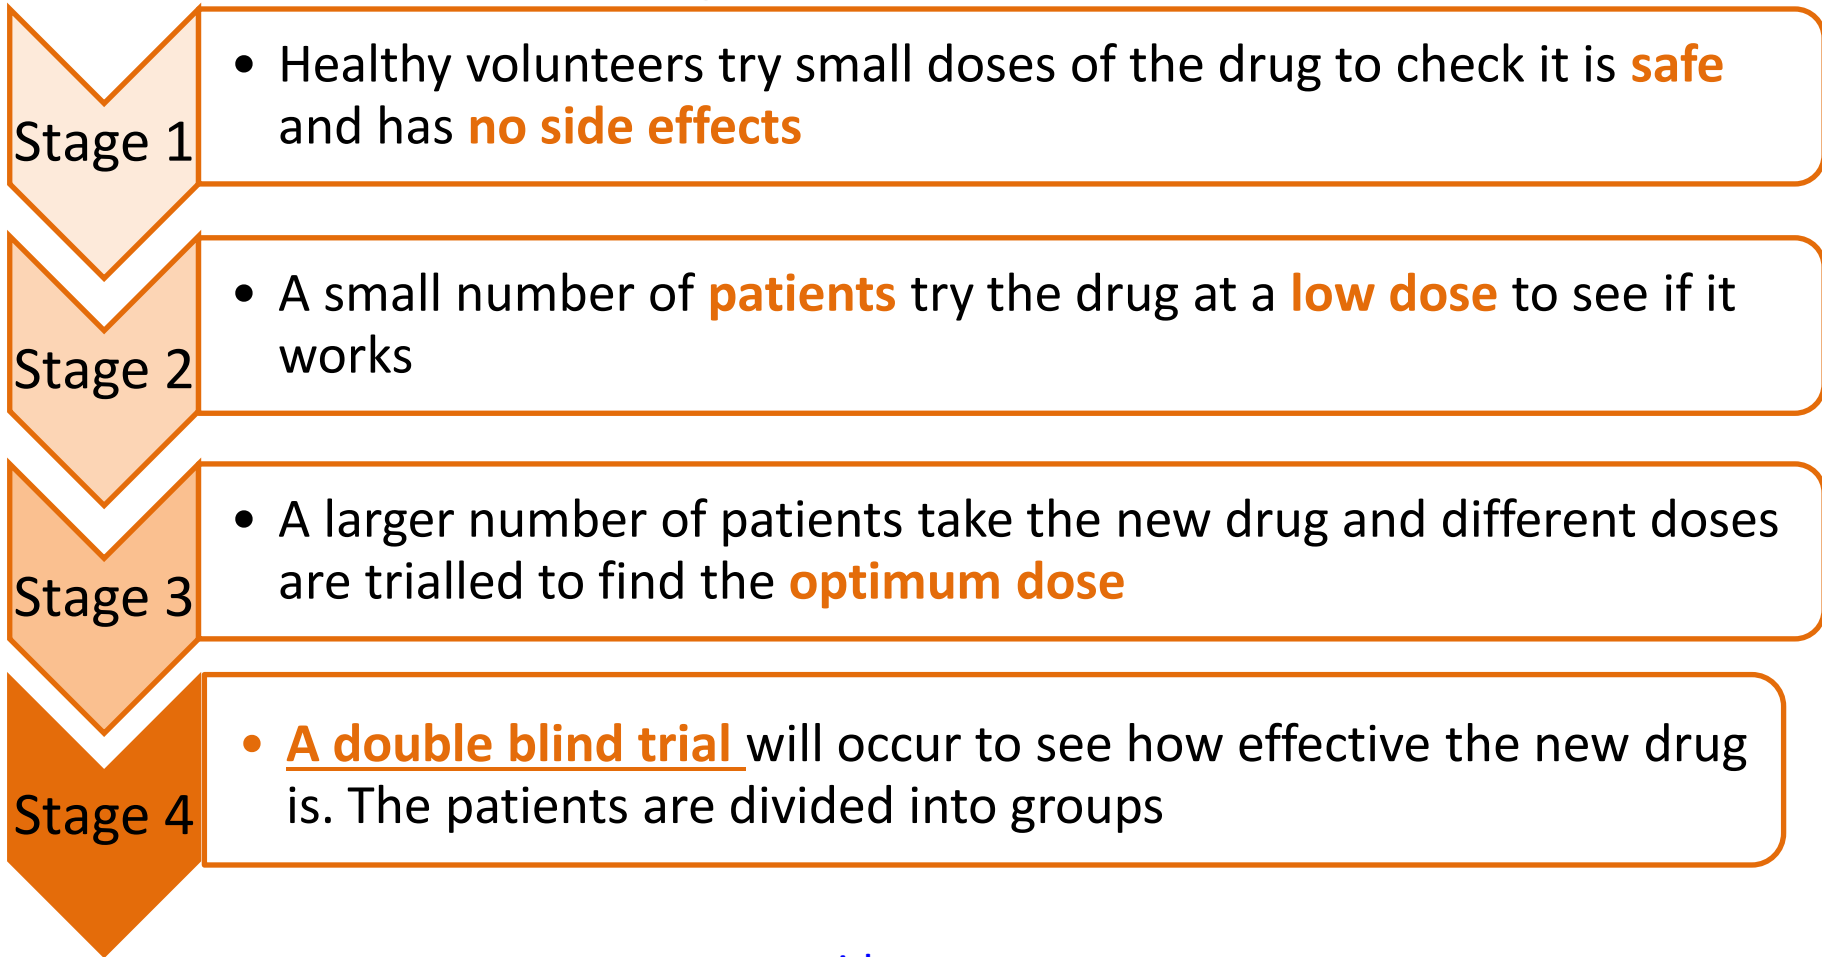 Stage 1
• Healthy volunteers try small doses of the drug to check it is safe
and has no side effects
Stage 2
• A small number of patients try the drug at a low dose to see if it
works
Stage 3
• A larger number of patients take the new drug and different doses
are trialled to find the optimum dose
Stage 4
• A double blind trial will occur to see how effective the new drug
is. The patients are divided into groups